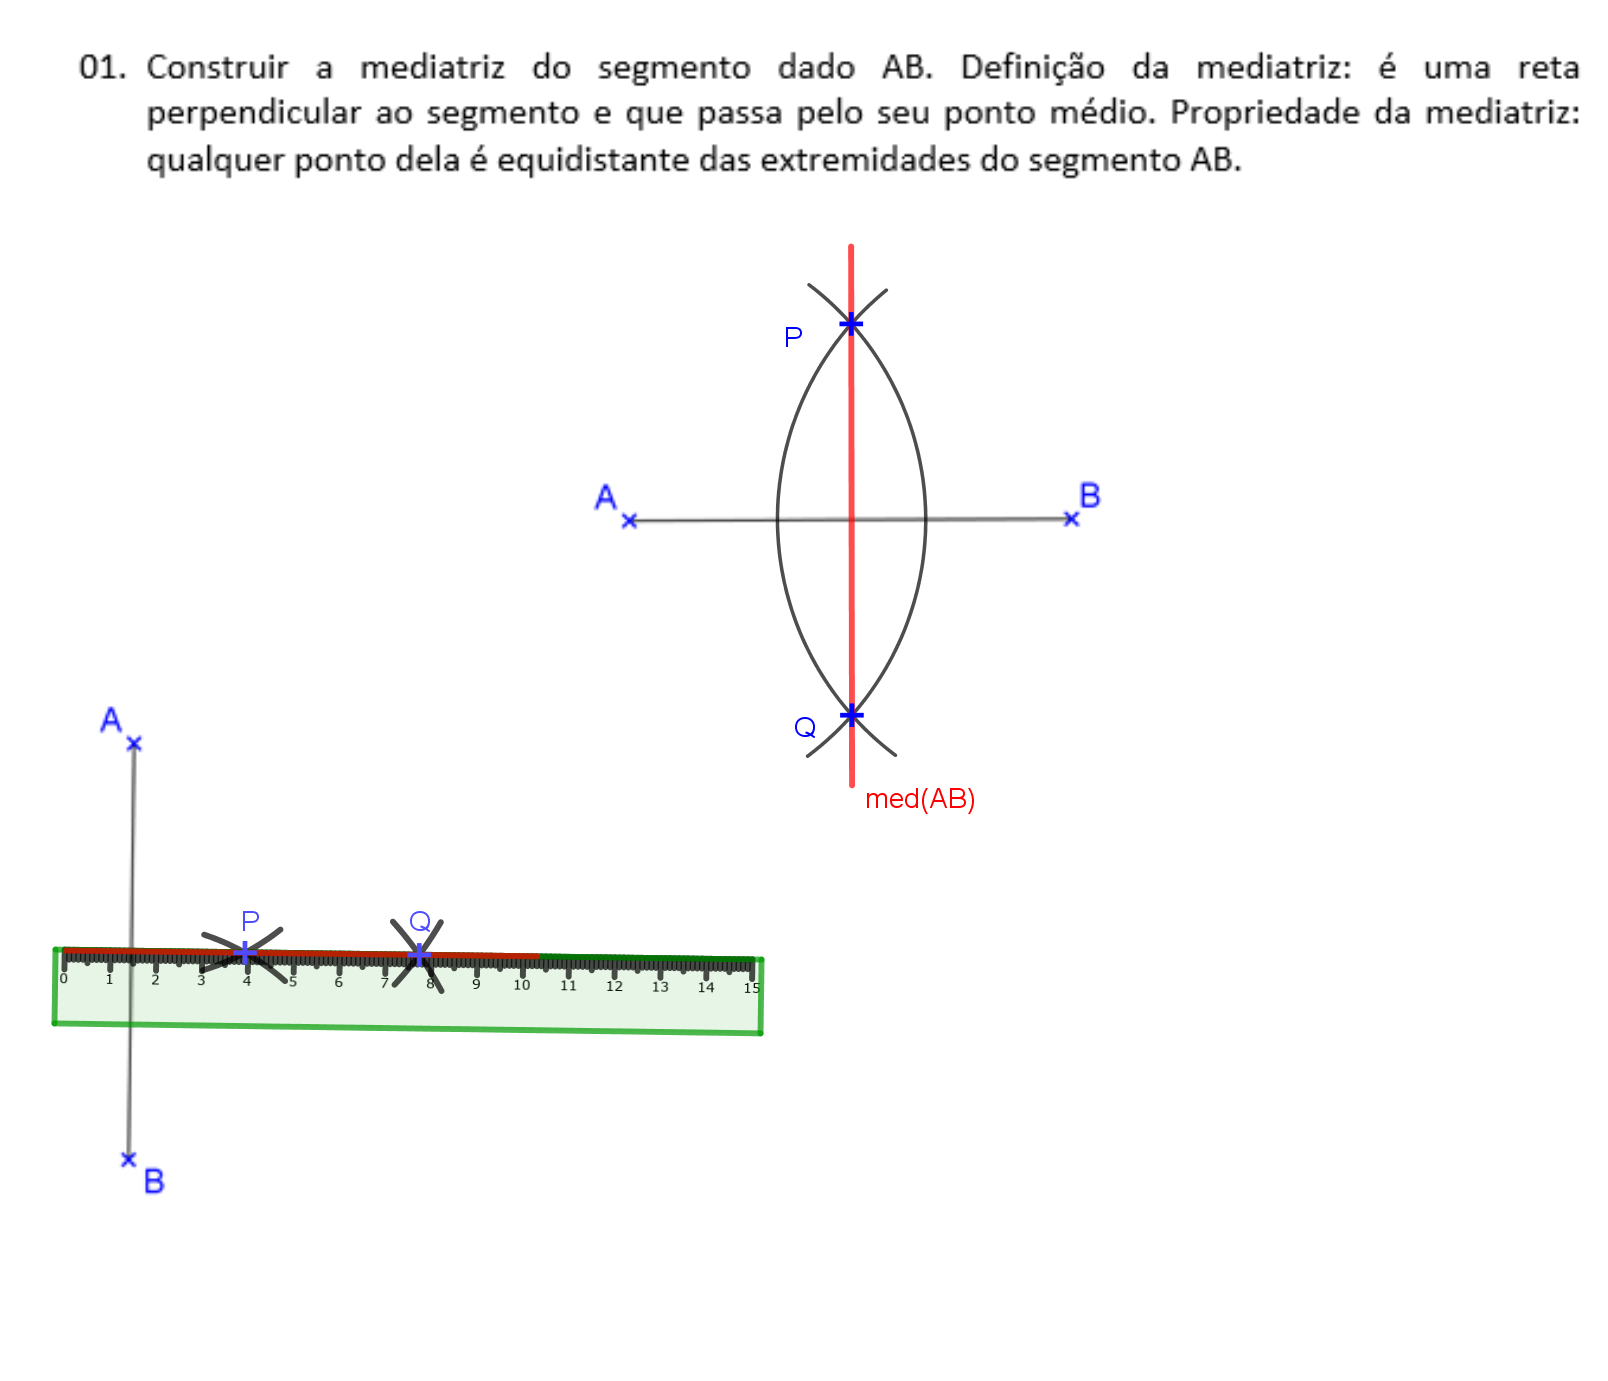 01. Construir a mediatriz do segmento dado AB. Definição da mediatriz: é uma reta
perpendicular ao segmento e que passa pelo seu ponto médio. Propriedade da mediatriz:
qualquer ponto dela é equidistante das extremidades do segmento AB.
P
A
B
Q
med(AB)
A
P
Q
0 1 2 3 4 5 6 7 8 9 10 11 12 13 14 15
B